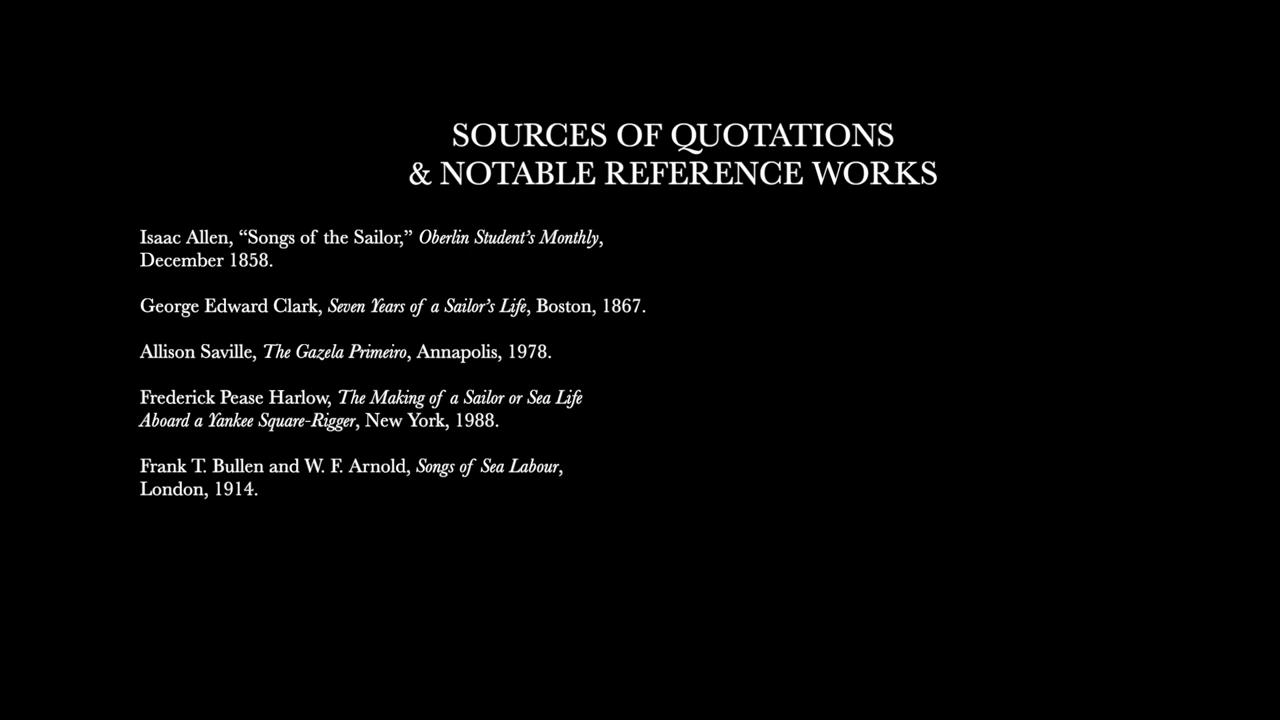 SOURCES OF QUOTATIONS
& NOTABLE REFERENCE WORKS
Isaac Allen, “Songs of the Sailor,” Oberlin Student’s Monthly,
December 1858.
George Edward Clark, Seven Years of a Sailor’s Life, Boston, 1867.
Allison Saville, The Gazela Primeiro, Annapolis, 1978.
Frederick Pease Harlow, The Making of a Sailor or Sea Life
Aboard a Yankee Square-Rigger, New York, 1988.
Frank T. Bullen and W. F. Arnold, Songs of Sea Labour,
London, 1914.